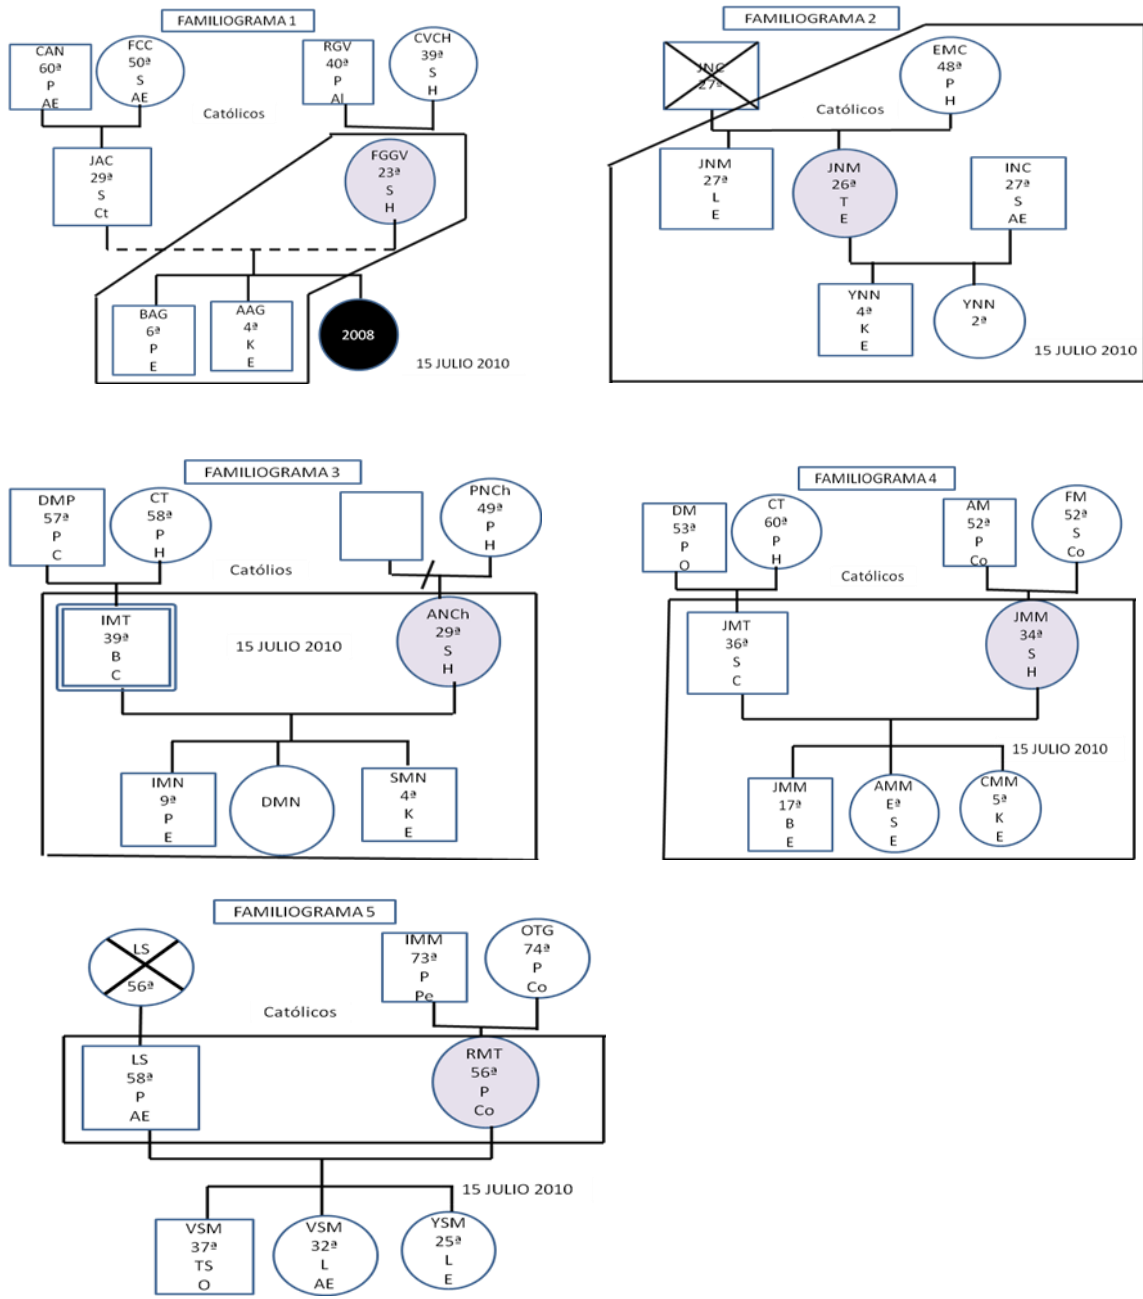 FAMILIOGRAMA 1
CAN
60ª
P
AE
FCC
50ª
S
AE
RGV
40ª
P
Al
CVCH
39ª
S
H
Católicos
JAC
29ª
S
Ct
FGGV
23ª
S
H
BAG
6ª
P
E
AAG
4ª
K
E
2008
15 JULIO 2010
FAMILIOGRAMA 2
JNC
27ª
EMC
48ª
P
H
Católicos
JNM
27ª
L
E
JNM
26ª
T
E
INC
27ª
S
AE
YNN
4ª
K
E
YNN
2ª
15 JULIO 2010
FAMILIOGRAMA 3
DMP
57ª
P
C
CT
58ª
P
H
PNCh
49ª
P
H
Católios
IMT
39ª
B
C
15 JULIO 2010
ANCh
29ª
S
H
IMN
9ª
P
E
DMN
SMN
4ª
K
E
FAMILIOGRAMA 4
DM
53ª
P
O
CT
60ª
P
H
AM
52ª
P
Co
FM
52ª
S
Co
Católicos
JMT
36ª
S
C
JMM
34ª
S
H
15 JULIO 2010
JMM
17ª
B
E
AMM
Eª
S
E
CMM
5ª
K
E
FAMILIOGRAMA 5
LS
56ª
IMM
73ª
P
Pe
OTG
74ª
P
Co
Católicos
LS
58ª
P
AE
RMT
56ª
P
Co
15 JULIO 2010
VSM
37ª
TS
O
VSM
32ª
L
AE
YSM
25ª
L
E